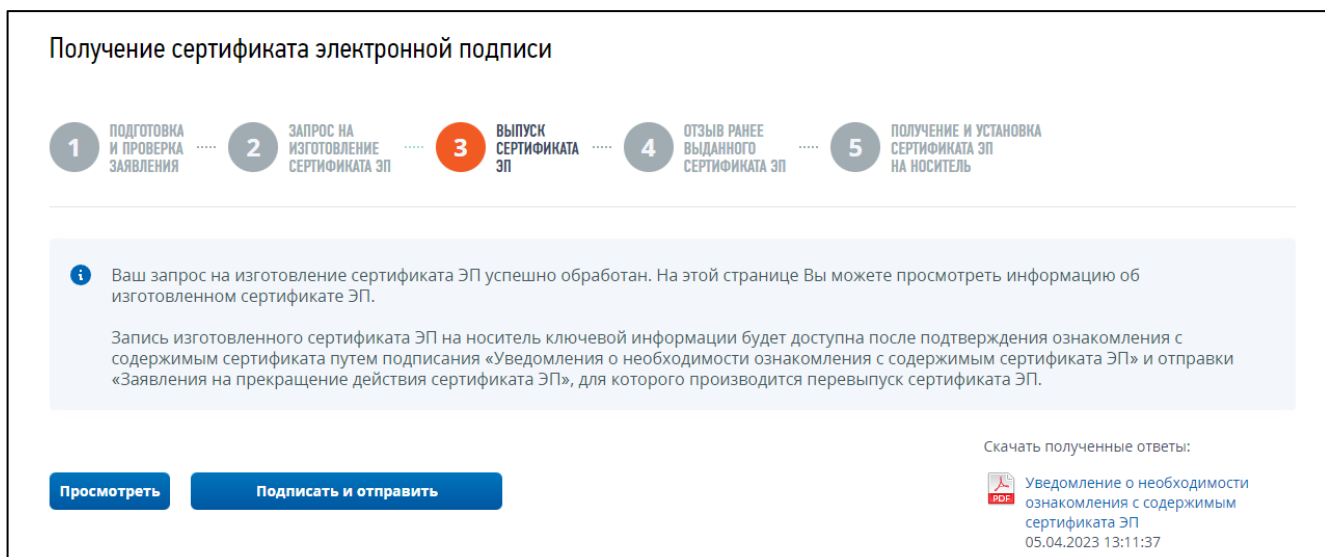 Получение сертификата электронной подписи
1
ПОДГОТОВКА
И ПРОВЕРКА
ЗАЯВЛЕНИЯ
2
ЗАПРОС НА
ИЗГОТОВЛЕНИЕ
СЕРТИФИКАТА ЭП
3
ВЫПУСК
СЕРТИФИКАТА
ЭП
4
ОТЗЫВ РАНЕЕ
ВЫДАННОГО
СЕРТИФИКАТА ЭП
5
ПОЛУЧЕНИЕ И УСТАНОВКА
СЕРТИФИКАТА ЭП
НА НОСИТЕЛЬ
Ваш запрос на изготовление сертификата ЭП успешно обработан. На этой странице Вы можете просмотреть информацию об
изготовленном сертификате ЭП.
Запись изготовленного сертификата ЭП на носитель ключевой информации будет доступна после подтверждения ознакомления с
содержимым сертификата путем подписания «Уведомления о необходимости ознакомления с содержимым сертификата ЭП» и отправки
«Заявления на прекращение действия сертификата ЭП», для которого производится перевыпуск сертификата ЭП.
Просмотреть
Подписать и отправить
Скачать полученные ответы:
PDF
Уведомление о необходимости
ознакомления с содержимым
сертификата ЭП
05.04.2023 13:11:37